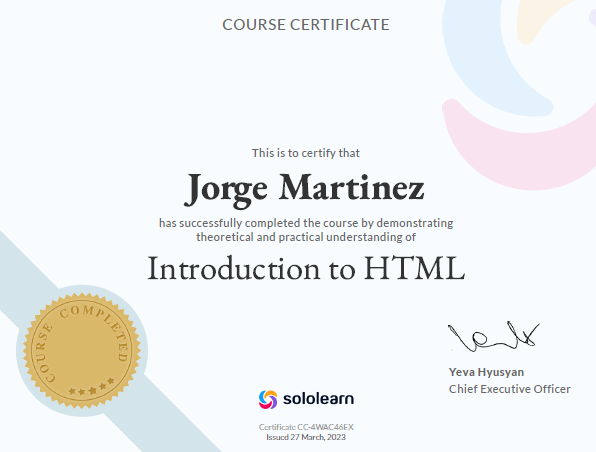 COURSE CERTIFICATE
This is to certify that
Jorge Martinez
has successfully completed the course by demonstrating
theoretical and practical understanding of
Introduction to HTML
COURSE COMPLETED
Yeva Hyusyan
Chief Executive Officer
sololearn
Certificate CC-4WAC46EX
Issued 27 March, 2023